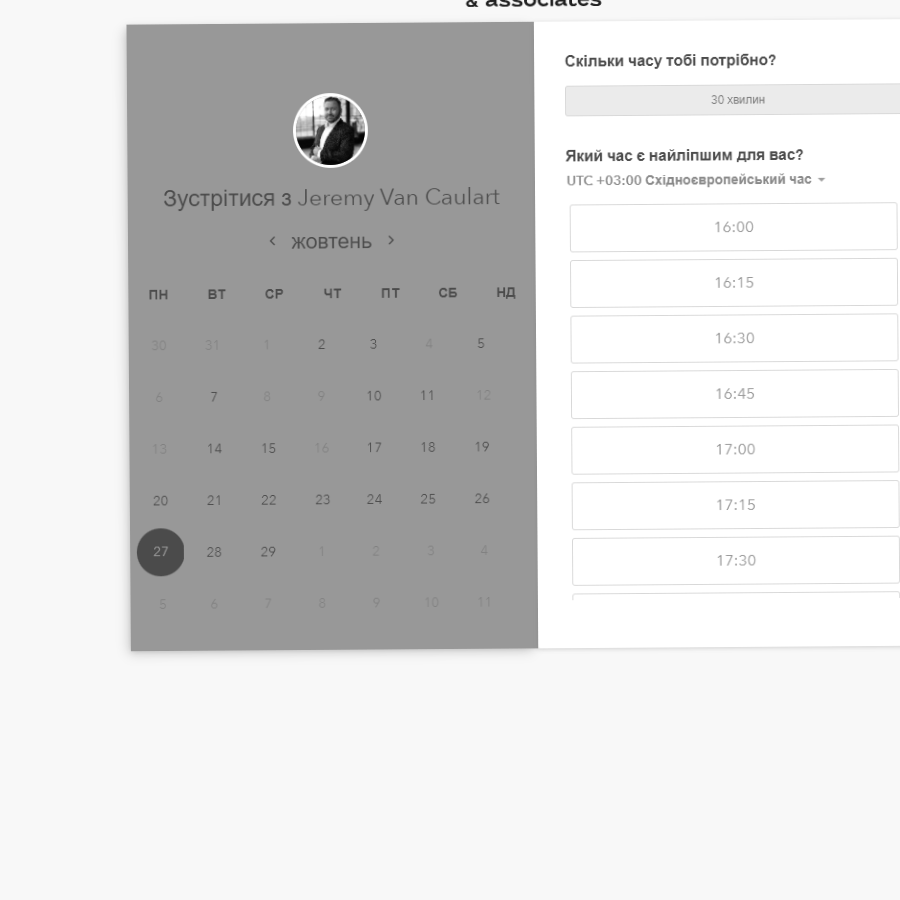 & associates
Зустрітися з Jeremy Van Caulart
‹ жовтень ›
ПН ВТ СР ЧТ ПТ СБ НД
30 31 1 2 3 4 5
6 7 8 9 10 11 12
13 14 15 16 17 18 19
20 21 22 23 24 25 26
27 28 29 1 2 3 4
5 6 7 8 9 10 11
Скільки часу тобі потрібно?
30 хвилин
Який час є найліпшим для вас?
UTC +03:00 Східноєвропейський час
16:00
16:15
16:30
16:45
17:00
17:15
17:30